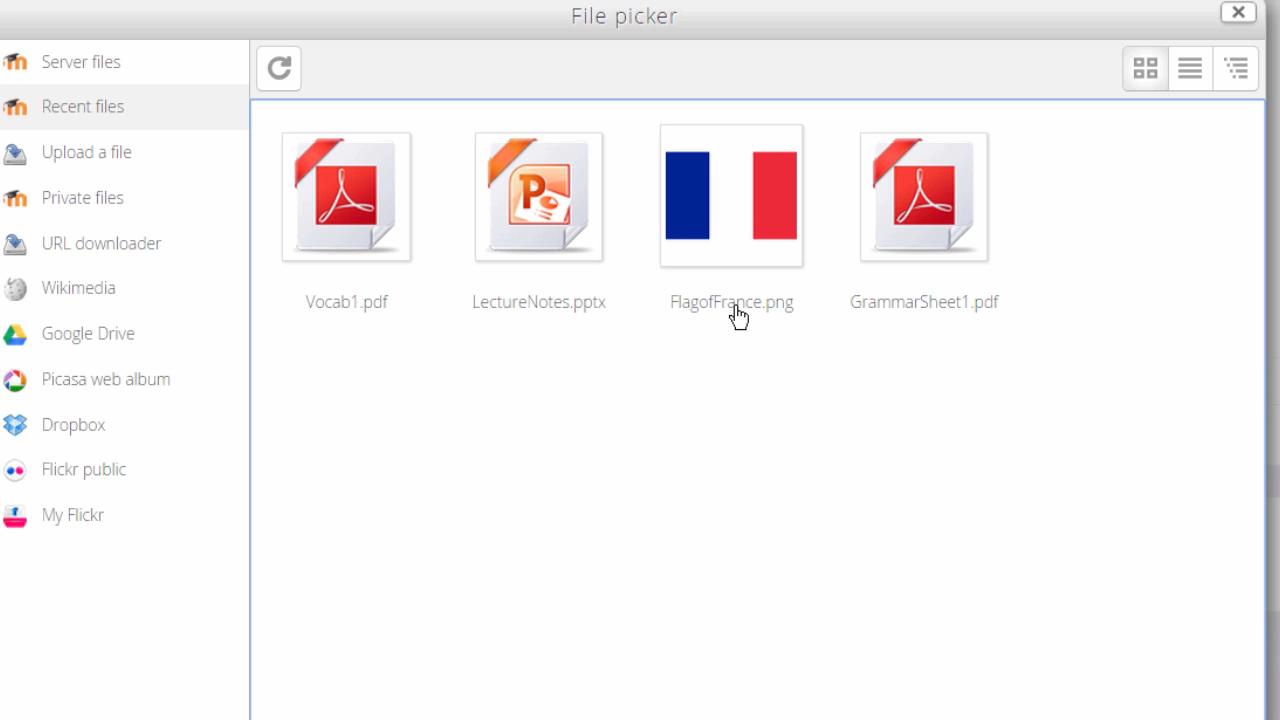 File picker
Server files
Recent files
Upload a file
Private files
URL downloader
Wikimedia
Google Drive
Picasa web album
Dropbox
Flickr public
My Flickr
Vocab1.pdf
LectureNotes.pptx
FlagofFrance.png
GrammarSheet1.pdf